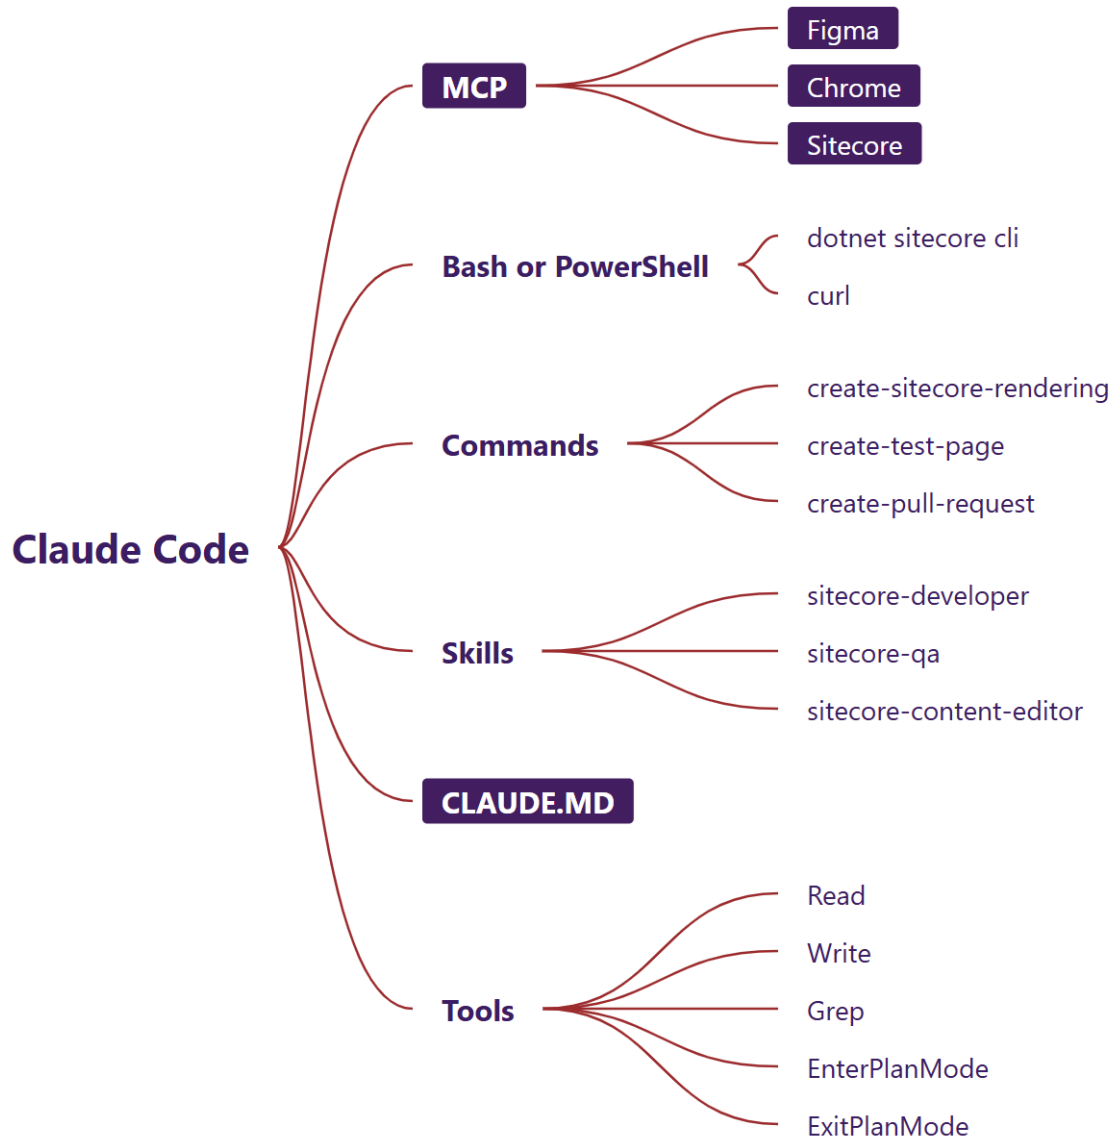 Claude Code
MCP
Figma
Chrome
Sitecore
Bash or PowerShell
dotnet sitecore cli
curl
Commands
create-sitecore-rendering
create-test-page
create-pull-request
Skills
sitecore-developer
sitecore-qa
sitecore-content-editor
CLAUDE.MD
Tools
Read
Write
Grep
EnterPlanMode
ExitPlanMode